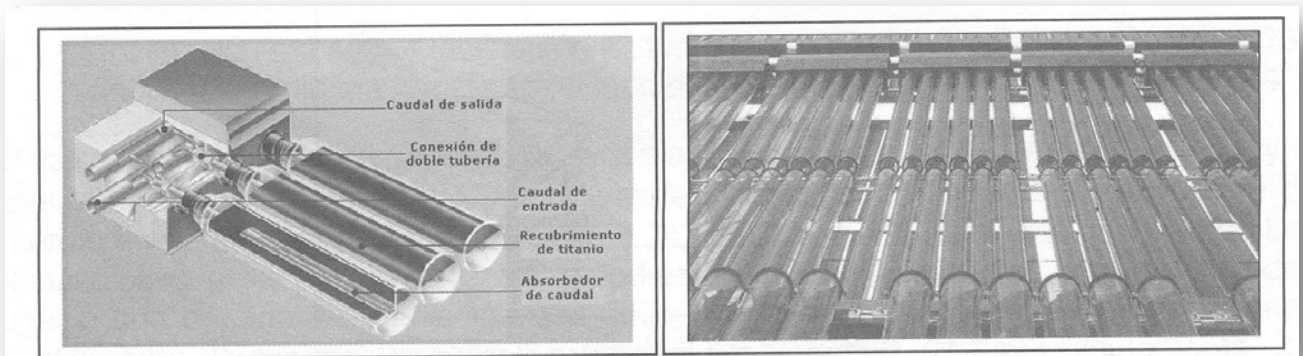 Caudal de salida
Conexión de
doble tubería
Caudal de
entrada
Recubrimiento
de titanio
Absorbedor
de caudal